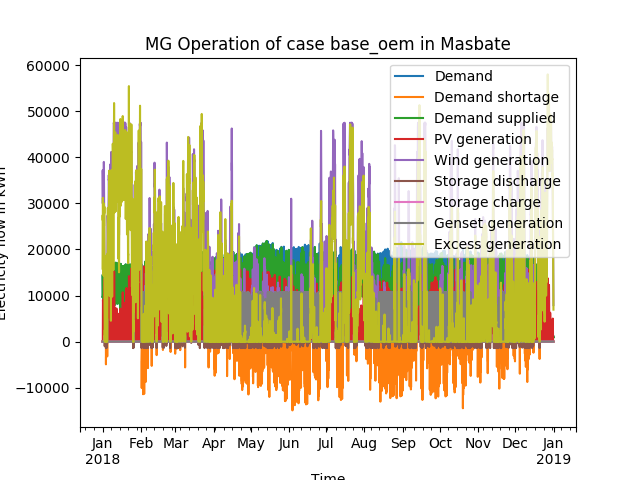 MG Operation of case base_oem in Masbate
60000
50000
40000
30000
20000
10000
0
−10000
Electricity flow in kWh
Demand
Demand shortage
Demand supplied
PV generation
Wind generation
Storage discharge
Storage charge
Genset generation
Excess generation
Jan Feb Mar Apr May Jun Jul Aug Sep Oct Nov Dec Jan
2018 2019
Time